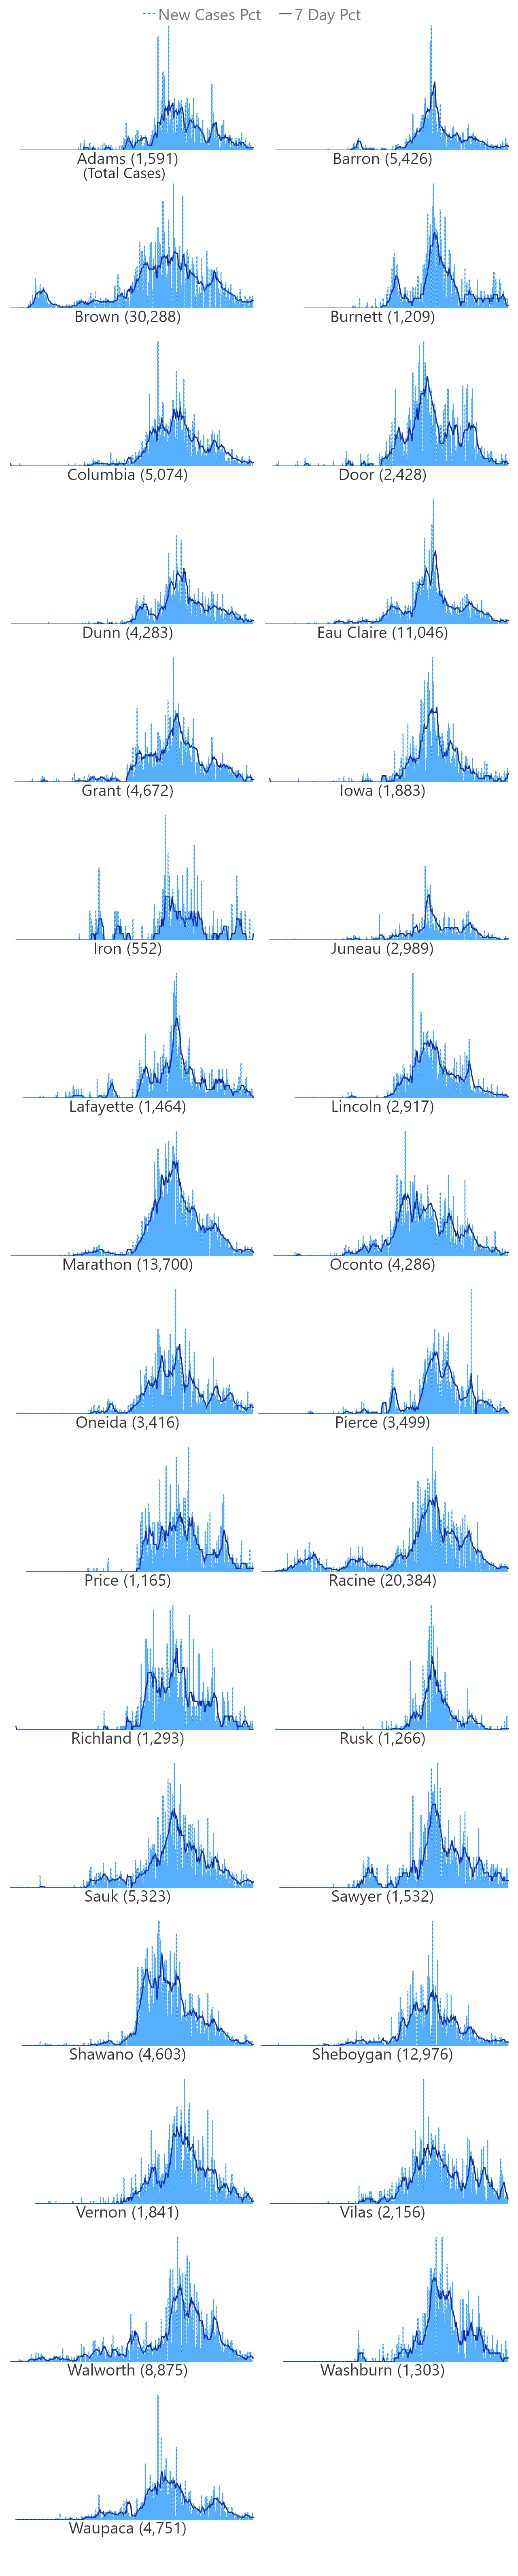 New Cases Pct 7 Day Pct
Adams (1,591) Barron (5,426)
(Total Cases)
Brown (30,288) Burnett (1,209)
Columbia (5,074) Door (2,428)
Dunn (4,283) Eau Claire (11,046)
Grant (4,672) Iowa (1,883)
Iron (552) Juneau (2,989)
Lafayette (1,464) Lincoln (2,917)
Marathon (13,700) Oconto (4,286)
Oneida (3,416) Pierce (3,499)
Price (1,165) Racine (20,384)
Richland (1,293) Rusk (1,266)
Sauk (5,323) Sawyer (1,532)
Shawano (4,603) Sheboygan (12,976)
Vernon (1,841) Vilas (2,156)
Walworth (8,875) Washburn (1,303)
Waupaca (4,751)